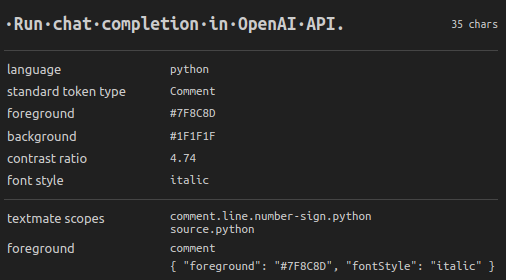 ·Run·chat·completion·in·OpenAI·API.
35 chars
language python
standard token type Comment
foreground #7F8C8D
background #1F1F1F
contrast ratio 4.74
font style italic
textmate scopes comment.line.number-sign.python
source.python
foreground comment
{ "foreground": "#7F8C8D", "fontStyle": "italic" }